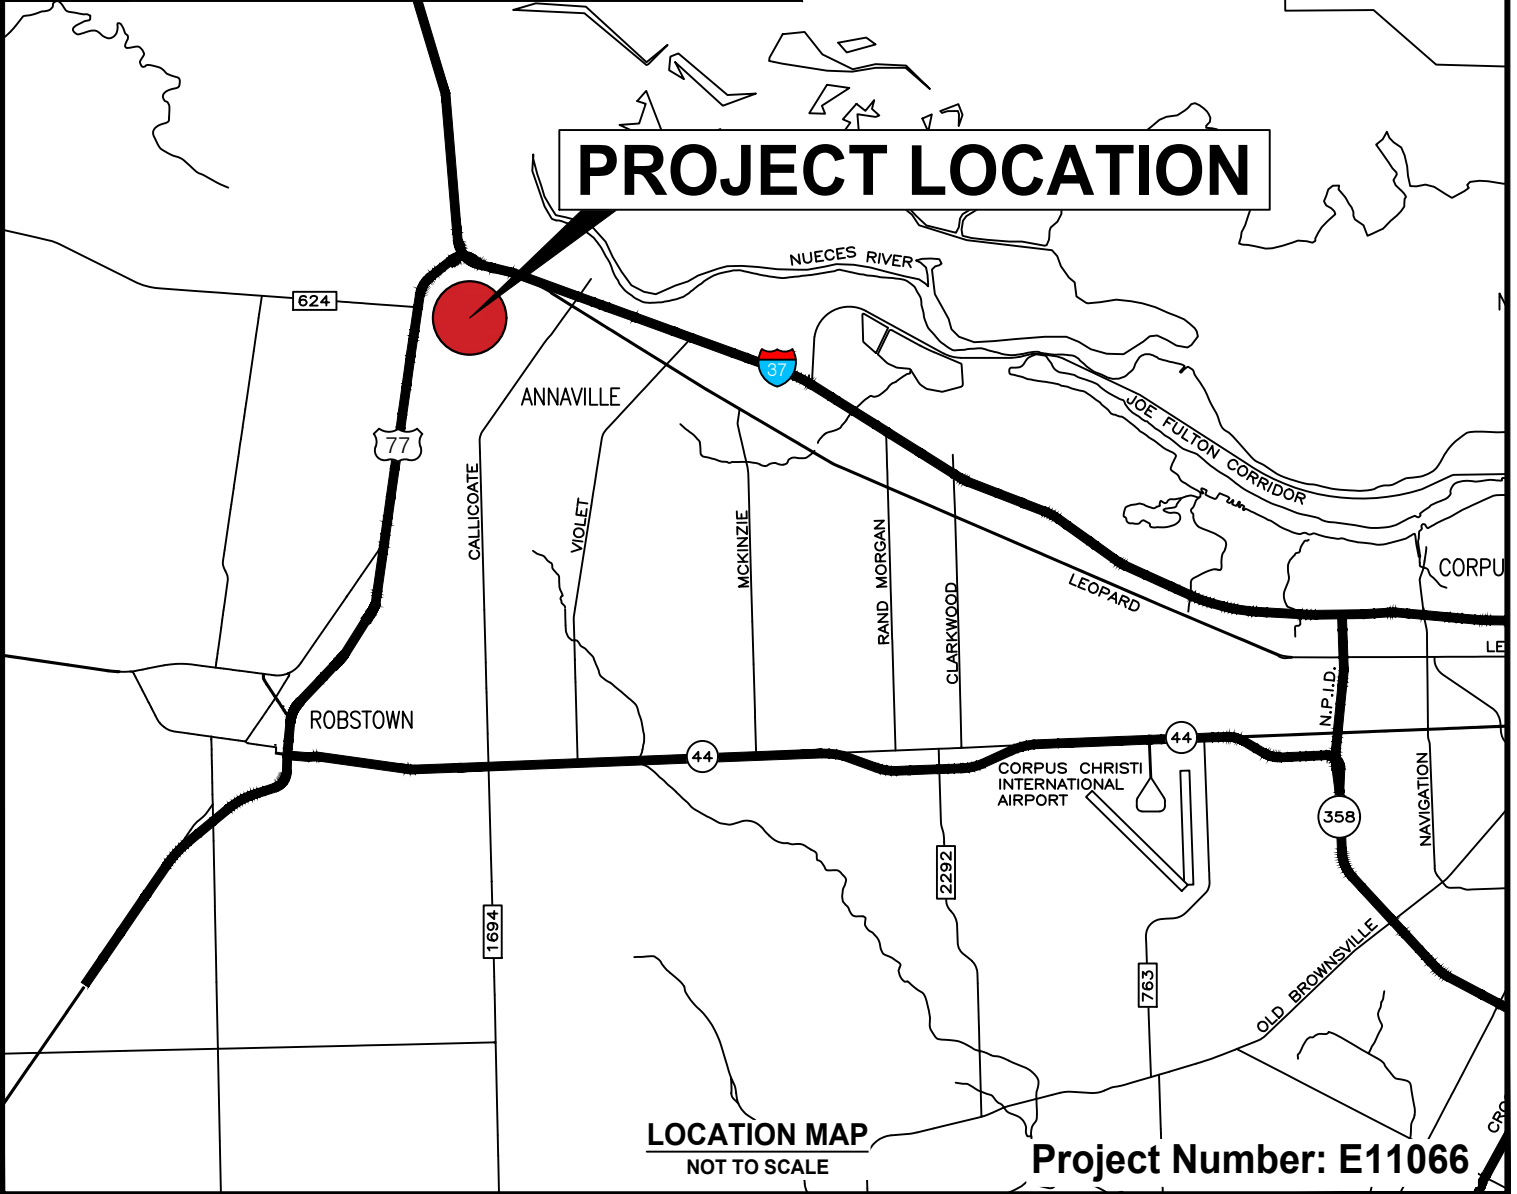 PROJECT LOCATION
NUECES RIVER
624
37
ANNAVILLE
JOE FULTON CORRIDOR
77
CALLICOATE
VIOLET
MCKINZIE
RAND MORGAN
CLARKWOOD
LEOPARD
CORPU
LE
N.P.I.D.
ROBSTOWN
44
44
CORPUS CHRISTI
INTERNATIONAL
AIRPORT
NAVIGATION
358
2292
1694
763
OLD BROWNSVILLE
CRO
LOCATION MAP
NOT TO SCALE
Project Number: E11066